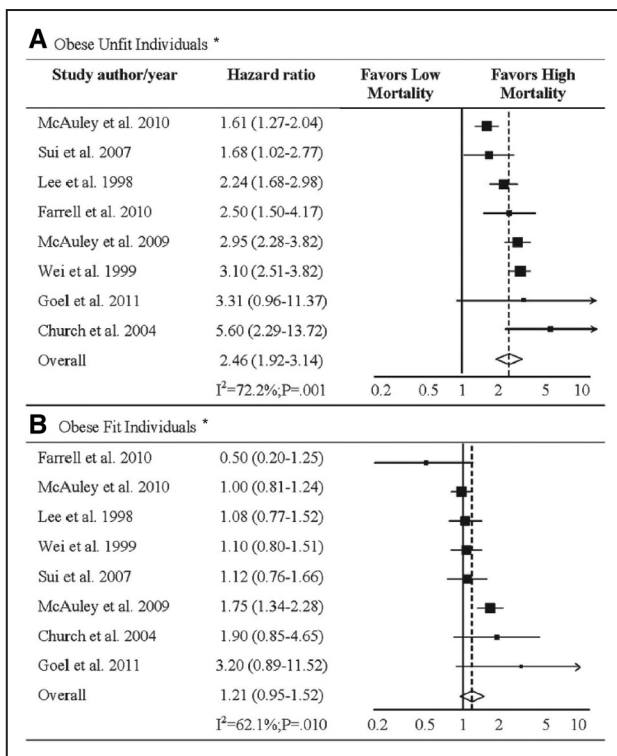 A Obese Unfit Individuals *
Study author/year Hazard ratio Favors Low Mortality Favors High Mortality
McAuley et al. 2010 1.61 (1.27-2.04)
Sui et al. 2007 1.68 (1.02-2.77)
Lee et al. 1998 2.24 (1.68-2.98)
Farrell et al. 2010 2.50 (1.50-4.17)
McAuley et al. 2009 2.95 (2.28-3.82)
Wei et al. 1999 3.10 (2.51-3.82)
Goel et al. 2011 3.31 (0.96-11.37)
Church et al. 2004 5.60 (2.29-13.72)
Overall 2.46 (1.92-3.14)
I²=72.2%;P=.001 0.2 0.5 1 2 5 10
B Obese Fit Individuals *
Farrell et al. 2010 0.50 (0.20-1.25)
McAuley et al. 2010 1.00 (0.81-1.24)
Lee et al. 1998 1.08 (0.77-1.52)
Wei et al. 1999 1.10 (0.80-1.51)
Sui et al. 2007 1.12 (0.76-1.66)
McAuley et al. 2009 1.75 (1.34-2.28)
Church et al. 2004 1.90 (0.85-4.65)
Goel et al. 2011 3.20 (0.89-11.52)
Overall 1.21 (0.95-1.52)
I²=62.1%;P=.010 0.2 0.5 1 2 5 10